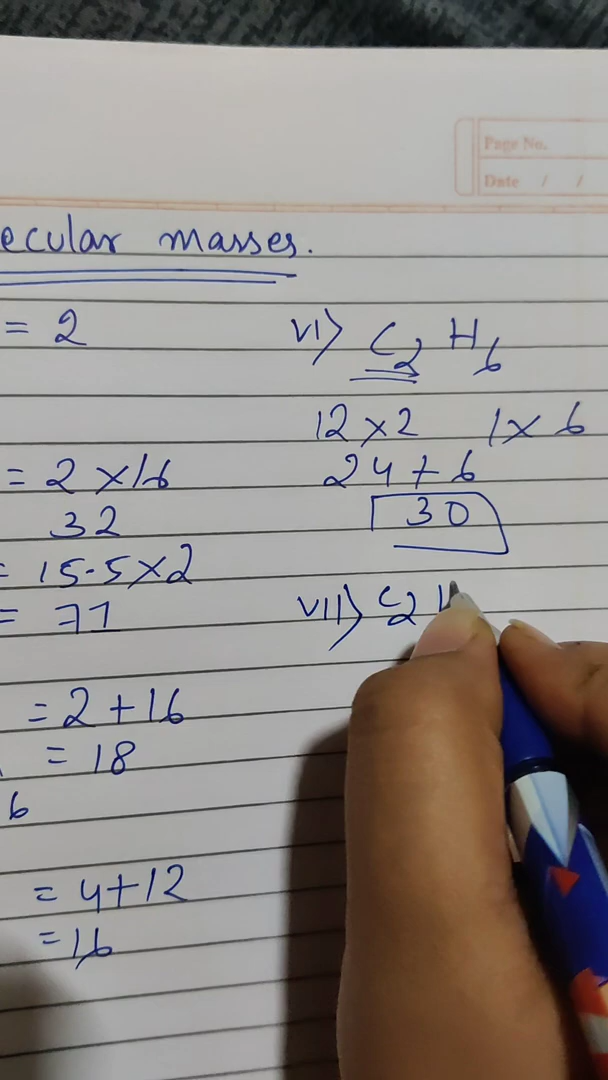 Page No.
Date / /
ecular masses.
= 2
= 2 × 16
32
= 15.5 × 2
= 71
= 2 + 16
= 18
6
= 4 + 12
= 16
VI) C2 H6
12 × 2 1 × 6
24 + 6
30
VII) C2